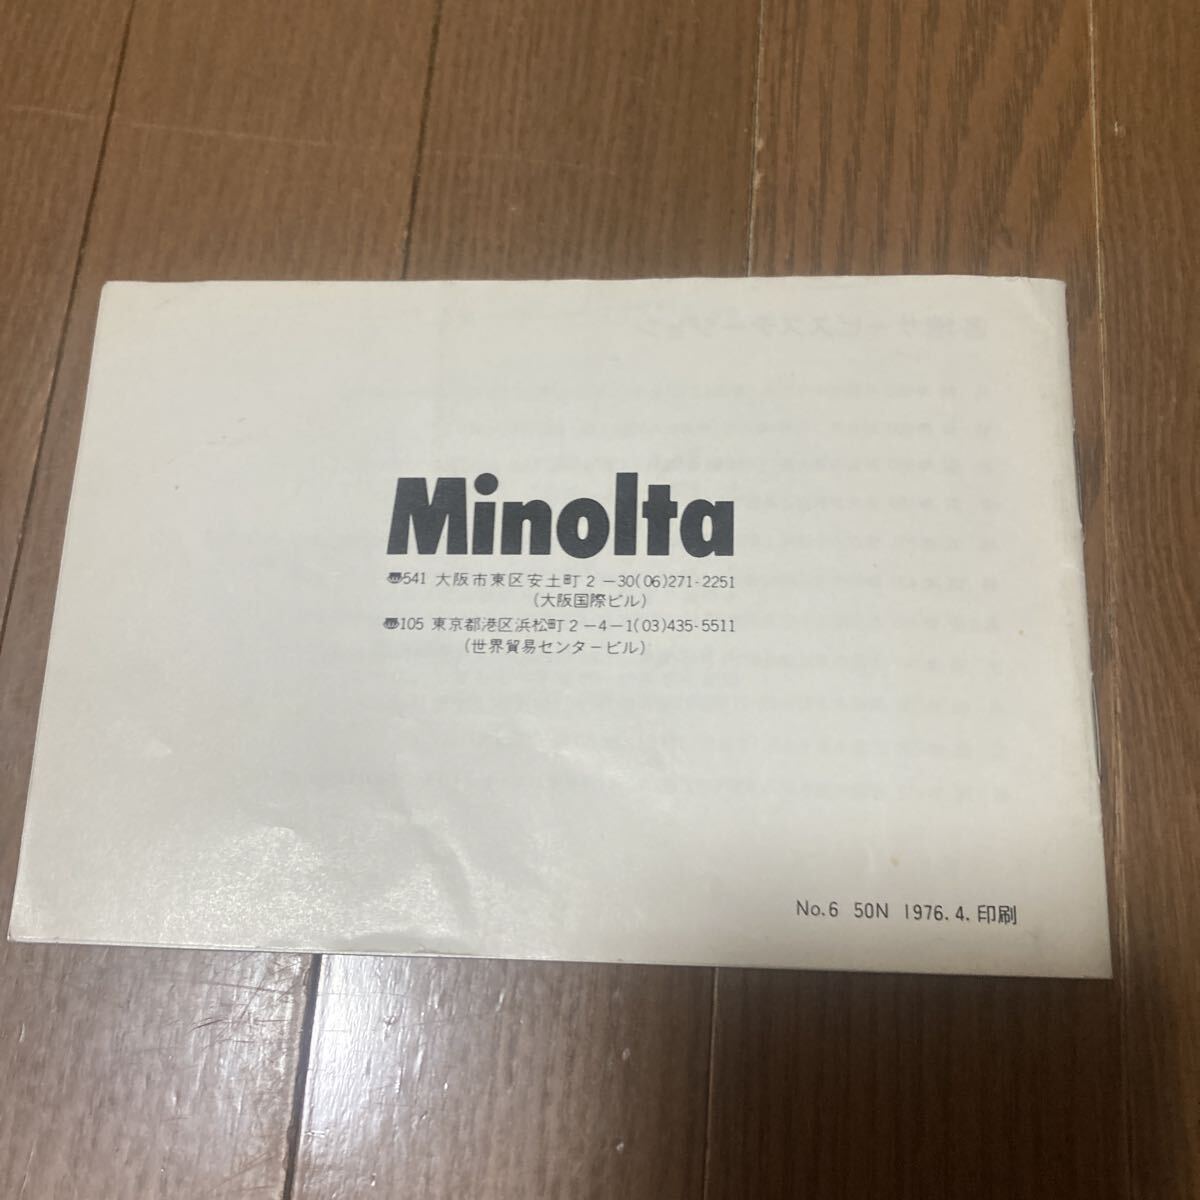 Minolta
〠541 大阪市東区安土町2-30(06)271-2251
(大阪国際ビル)
〠105 東京都港区浜松町2-4-1(03)435-5511
(世界貿易センタービル)
No.6 50N 1976.4.印刷